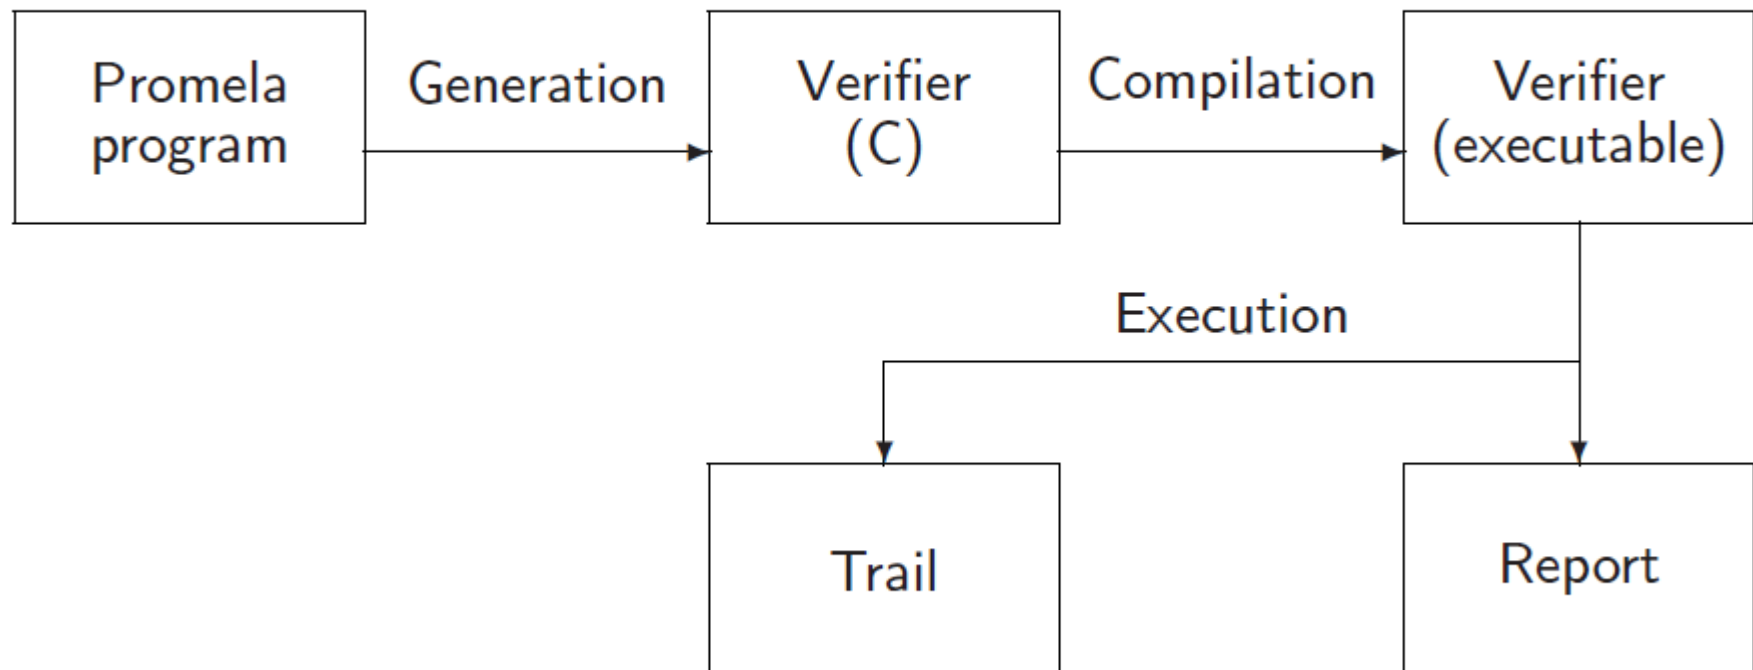 Promela
program
Generation
Verifier
(C)
Compilation
Verifier
(executable)
Execution
Trail
Report